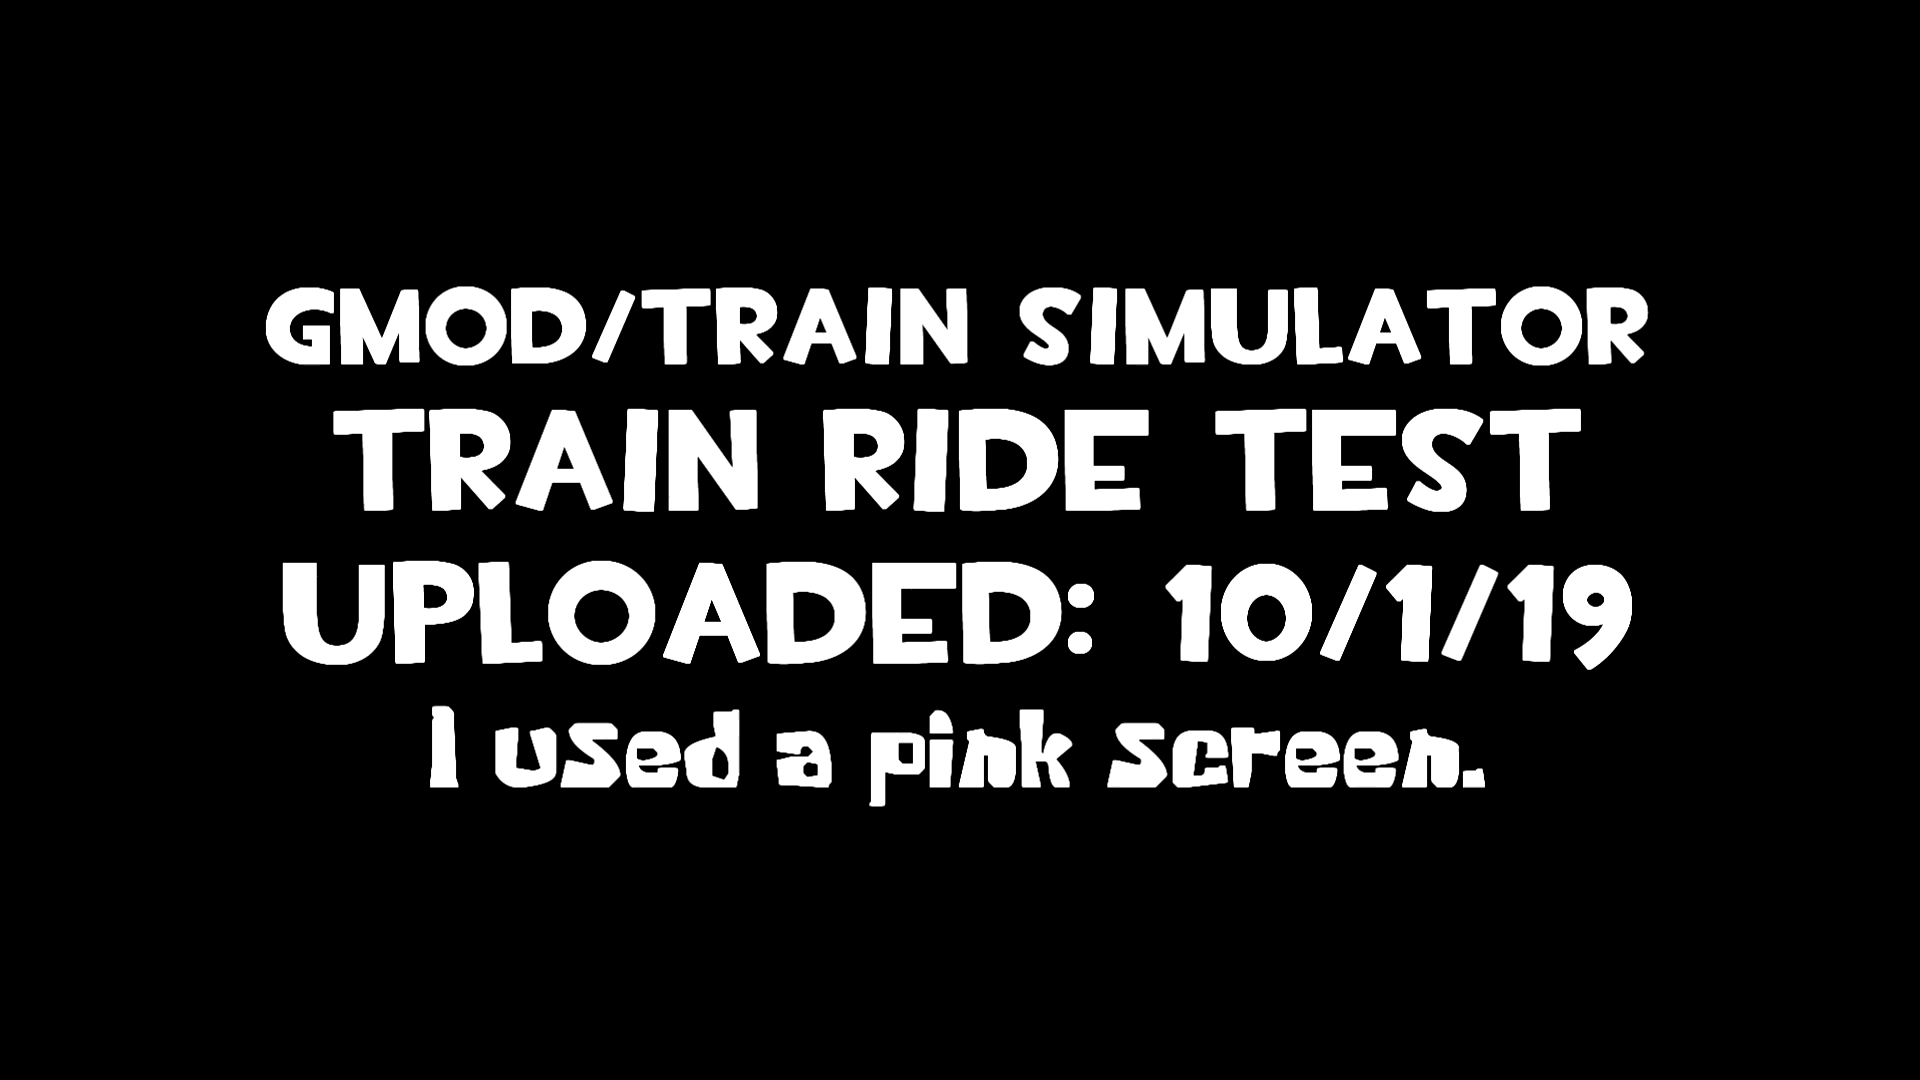 GMOD/TRAIN SIMULATOR
TRAIN RIDE TEST
UPLOADED: 10/1/19
I used a pink screen.